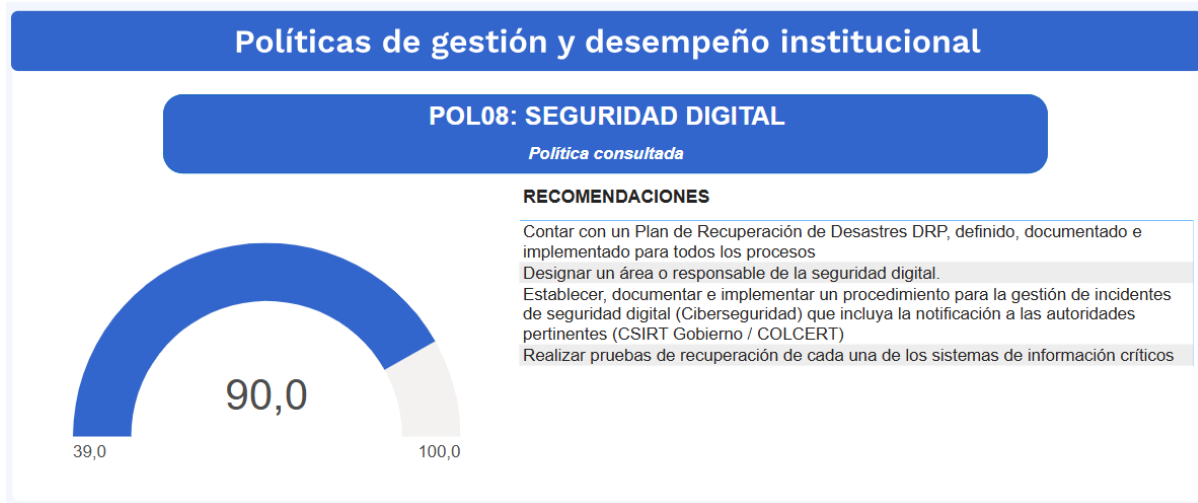 Políticas de gestión y desempeño institucional
POL08: SEGURIDAD DIGITAL
Política consultada
RECOMENDACIONES
Contar con un Plan de Recuperación de Desastres DRP, definido, documentado e
implementado para todos los procesos
Designar un área o responsable de la seguridad digital.
Establecer, documentar e implementar un procedimiento para la gestión de incidentes
de seguridad digital (Ciberseguridad) que incluya la notificación a las autoridades
pertinentes (CSIRT Gobierno / COLCERT)
Realizar pruebas de recuperación de cada una de los sistemas de información críticos
90,0
39,0
100,0